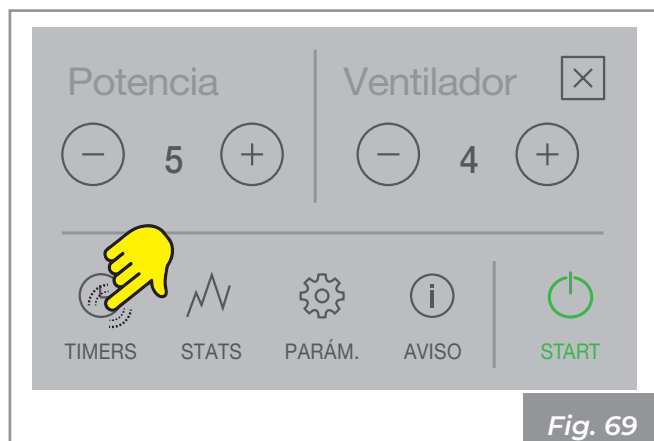 Potencia Ventilador
5 4
TIMERS STATS PARÁM. AVISO START
Fig. 69